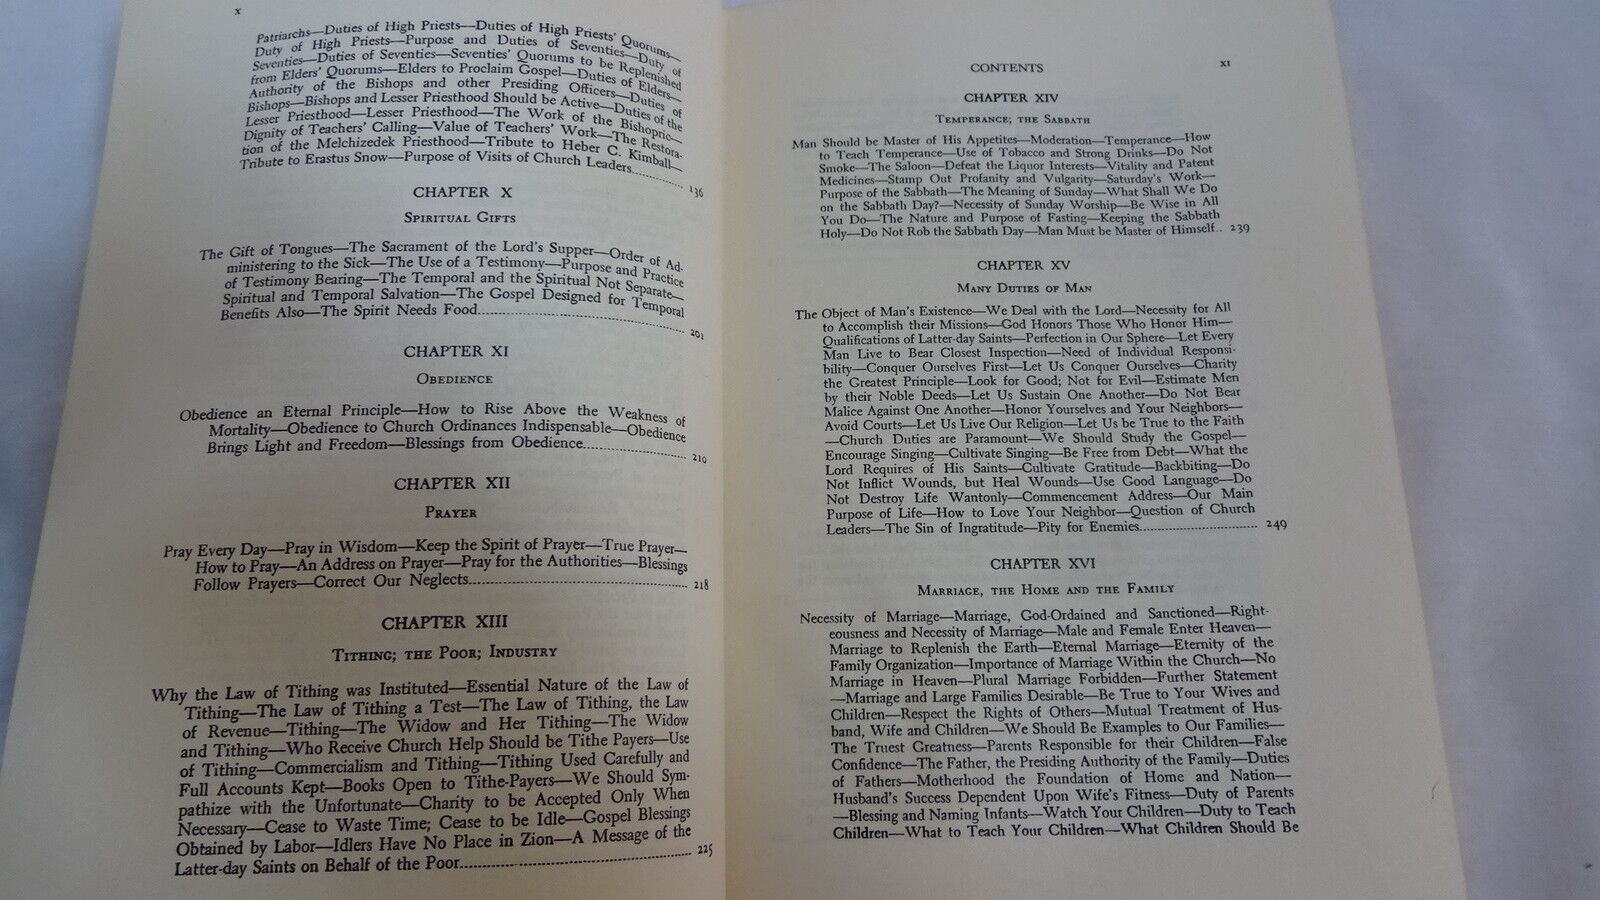 x
Patriarchs—Duties of High Priests—Duties of High Priests' Quorums—
Duty of High Priests—Purpose and Duties of Seventies—Duty of
Seventies—Duties of Seventies—Seventies' Quorums to be Replenished
from Elders' Quorums—Elders to Proclaim Gospel—Duties of Elders—
Authority of the Bishops and other Presiding Officers—Duties of
Bishops—Bishops and Lesser Priesthood Should be Active—Duties of the
Lesser Priesthood—Lesser Priesthood—The Work of the Bishopric—
Dignity of Teachers' Calling—Value of Teachers' Work—The Restora-
tion of the Melchizedek Priesthood—Tribute to Heber C. Kimball—
Tribute to Erastus Snow—Purpose of Visits of Church Leaders............ 136
CHAPTER X
Spiritual Gifts
The Gift of Tongues—The Sacrament of the Lord's Supper—Order of Ad-
ministering to the Sick—The Use of a Testimony—Purpose and Practice
of Testimony Bearing—The Temporal and the Spiritual Not Separate—
Spiritual and Temporal Salvation—The Gospel Designed for Temporal
Benefits Also—The Spirit Needs Food................................ 201
CHAPTER XI
Obedience
Obedience an Eternal Principle—How to Rise Above the Weakness of
Mortality—Obedience to Church Ordinances Indispensable—Obedience
Brings Light and Freedom—Blessings from Obedience................ 210
CHAPTER XII
Prayer
Pray Every Day—Pray in Wisdom—Keep the Spirit of Prayer—True Prayer—
How to Pray—An Address on Prayer—Pray for the Authorities—Blessings
Follow Prayers—Correct Our Neglects................................ 218
CHAPTER XIII
Tithing; the Poor; Industry
Why the Law of Tithing was Instituted—Essential Nature of the Law of
Tithing—The Law of Tithing a Test—The Law of Tithing, the Law
of Revenue—Tithing—The Widow and Her Tithing—The Widow
and Tithing—Who Receive Church Help Should be Tithe Payers—Use
of Tithing—Commercialism and Tithing—Tithing Used Carefully and
Full Accounts Kept—Books Open to Tithe-Payers—We Should Sym-
pathize with the Unfortunate—Charity to be Accepted Only When
Necessary—Cease to Waste Time; Cease to be Idle—Gospel Blessings
Obtained by Labor—Idlers Have No Place in Zion—A Message of the
Latter-day Saints on Behalf of the Poor................................ 225
CONTENTS xi
CHAPTER XIV
Temperance; the Sabbath
Man Should be Master of His Appetites—Moderation—Temperance—How
to Teach Temperance—Use of Tobacco and Strong Drinks—Do Not
Smoke—The Saloon—Defeat the Liquor Interests—Vitality and Patent
Medicines—Stamp Out Profanity and Vulgarity—Saturday's Work—
Purpose of the Sabbath—The Meaning of Sunday—What Shall We Do
on the Sabbath Day?—Necessity of Sunday Worship—Be Wise in All
You Do—The Nature and Purpose of Fasting—Keeping the Sabbath
Holy—Do Not Rob the Sabbath Day—Man Must be Master of Himself.. 239
CHAPTER XV
Many Duties of Man
The Object of Man's Existence—We Deal with the Lord—Necessity for All
to Accomplish their Missions—God Honors Those Who Honor Him—
Qualifications of Latter-day Saints—Perfection in Our Sphere—Let Every
Man Live to Bear Closest Inspection—Need of Individual Responsi-
bility—Conquer Ourselves First—Let Us Conquer Ourselves—Charity
the Greatest Principle—Look for Good; Not for Evil—Estimate Men
by their Noble Deeds—Let Us Sustain One Another—Do Not Bear
Malice Against One Another—Honor Yourselves and Your Neighbors—
Avoid Courts—Let Us Live Our Religion—Let Us be True to the Faith
—Church Duties are Paramount—We Should Study the Gospel—
Encourage Singing—Cultivate Singing—Be Free from Debt—What the
Lord Requires of His Saints—Cultivate Gratitude—Backbiting—Do
Not Inflict Wounds, but Heal Wounds—Use Good Language—Do
Not Destroy Life Wantonly—Commencement Address—Our Main
Purpose of Life—How to Love Your Neighbor—Question of Church
Leaders—The Sin of Ingratitude—Pity for Enemies................ 249
CHAPTER XVI
Marriage, the Home and the Family
Necessity of Marriage—Marriage, God-Ordained and Sanctioned—Right-
eousness and Necessity of Marriage—Male and Female Enter Heaven—
Marriage to Replenish the Earth—Eternal Marriage—Eternity of the
Family Organization—Importance of Marriage Within the Church—No
Marriage in Heaven—Plural Marriage Forbidden—Further Statement
—Marriage and Large Families Desirable—Be True to Your Wives and
Children—Respect the Rights of Others—Mutual Treatment of Hus-
band, Wife and Children—We Should Be Examples to Our Families—
The Truest Greatness—Parents Responsible for their Children—False
Confidence—The Father, the Presiding Authority of the Family—Duties
of Fathers—Motherhood the Foundation of Home and Nation—
Husband's Success Dependent Upon Wife's Fitness—Duty of Parents
—Blessing and Naming Infants—Watch Your Children—Duty to Teach
Children—What to Teach Your Children—What Children Should Be